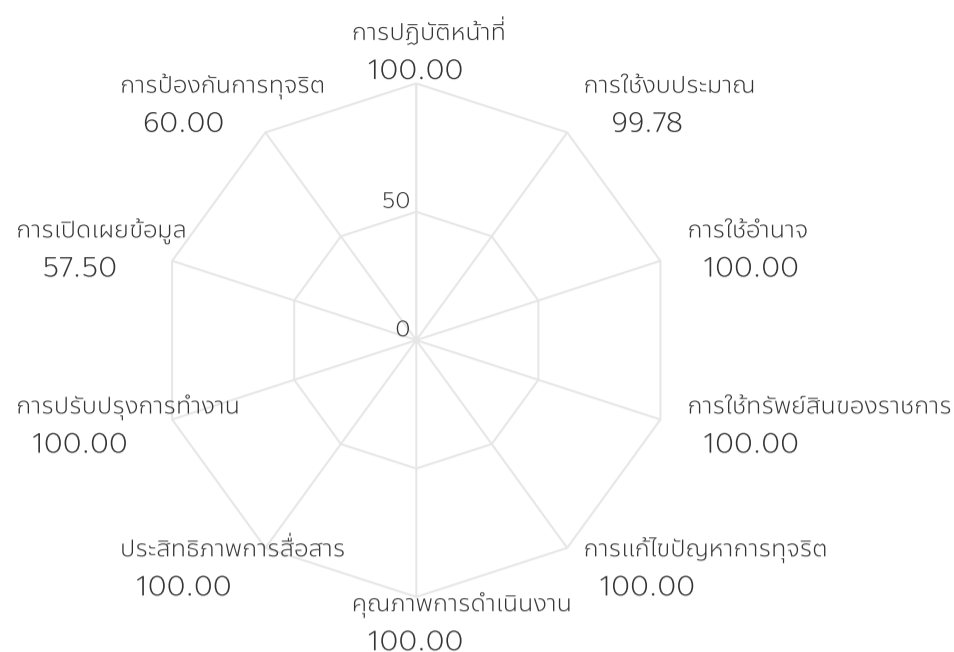 การปฏิบัติหน้าที่
100.00
การป้องกันการทุจริต
60.00
การใช้งบประมาณ
99.78
50
การเปิดเผยข้อมูล
57.50
การใช้อำนาจ
100.00
0
การปรับปรุงการทำงาน
100.00
การใช้ทรัพย์สินของราชการ
100.00
ประสิทธิภาพการสื่อสาร
100.00
การแก้ไขปัญหาการทุจริต
100.00
คุณภาพการดำเนินงาน
100.00